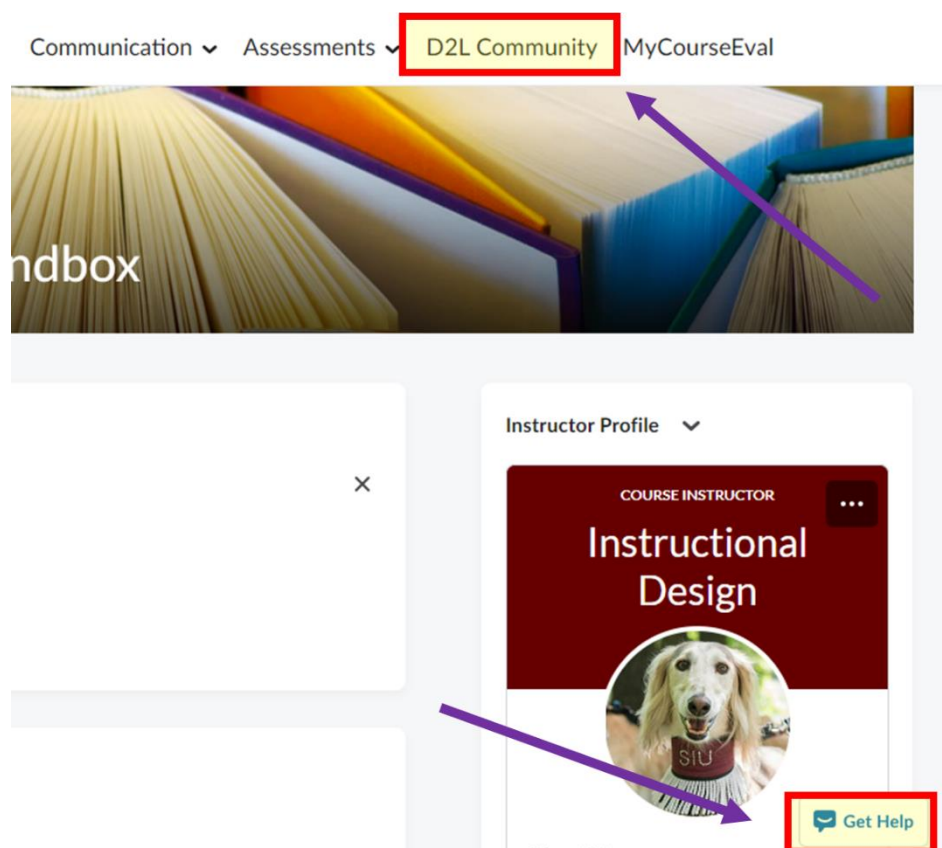 Communication Assessments D2L Community MyCourseEval
ndbox
Instructor Profile
COURSE INSTRUCTOR
Instructional
Design
SIU
Get Help